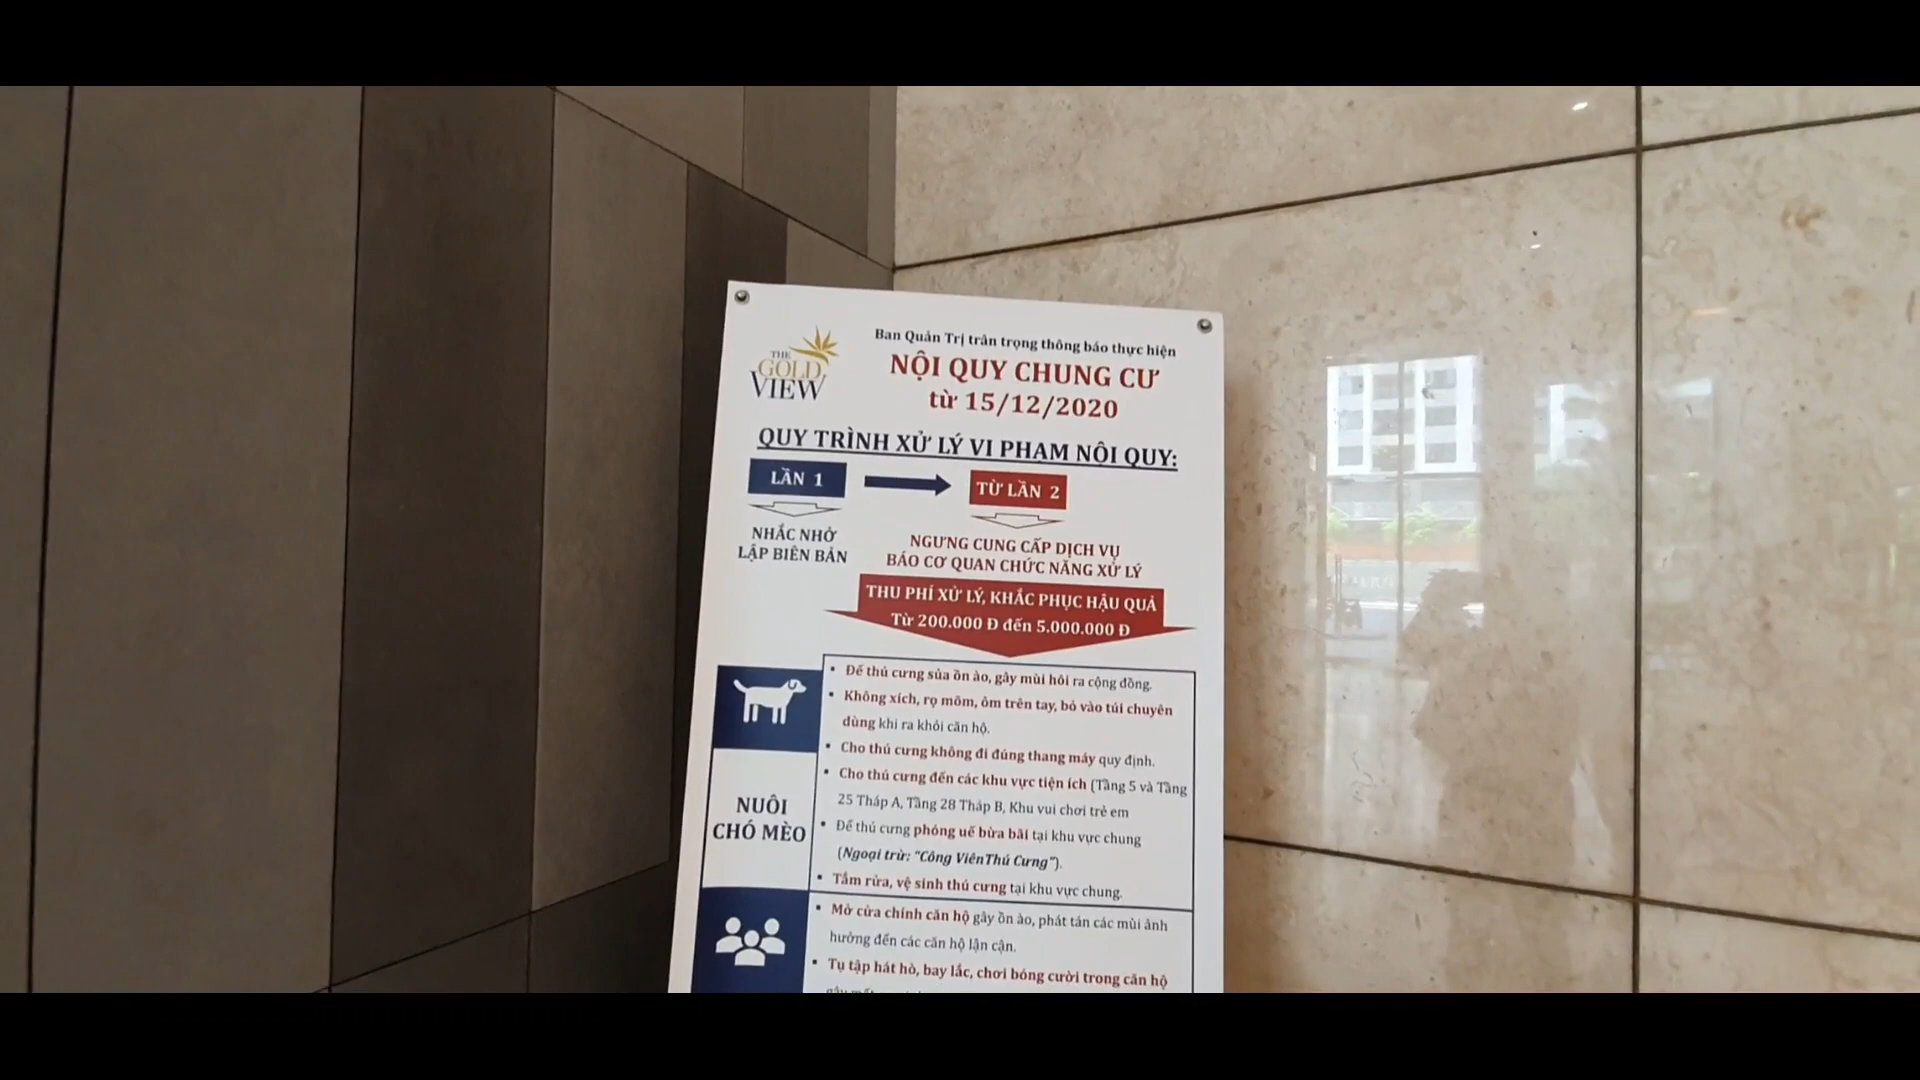 THE
GOLD
VIEW
Ban Quản Trị trân trọng thông báo thực hiện
NỘI QUY CHUNG CƯ
từ 15/12/2020
QUY TRÌNH XỬ LÝ VI PHẠM NỘI QUY:
LẦN 1
TỪ LẦN 2
NHẮC NHỞ
LẬP BIÊN BẢN
NGƯNG CUNG CẤP DỊCH VỤ
BÁO CƠ QUAN CHỨC NĂNG XỬ LÝ
THU PHÍ XỬ LÝ, KHẮC PHỤC HẬU QUẢ
Từ 200.000 Đ đến 5.000.000 Đ
NUÔI
CHÓ MÈO
• Để thú cưng sủa ồn ào, gây mùi hôi ra cộng đồng.
• Không xích, rọ mõm, ôm trên tay, bỏ vào túi chuyên
dùng khi ra khỏi căn hộ.
• Cho thú cưng không đi đúng thang máy quy định.
• Cho thú cưng đến các khu vực tiện ích (Tầng 5 và Tầng
25 Tháp A, Tầng 28 Tháp B, Khu vui chơi trẻ em
• Để thú cưng phóng uế bừa bãi tại khu vực chung
(Ngoại trừ: “Công Viên Thú Cưng”).
• Tắm rửa, vệ sinh thú cưng tại khu vực chung.
• Mở cửa chính căn hộ gây ồn ào, phát tán các mùi ảnh
hưởng đến các căn hộ lận cận.
• Tụ tập hát hò, bay lắc, chơi bóng cười trong căn hộ